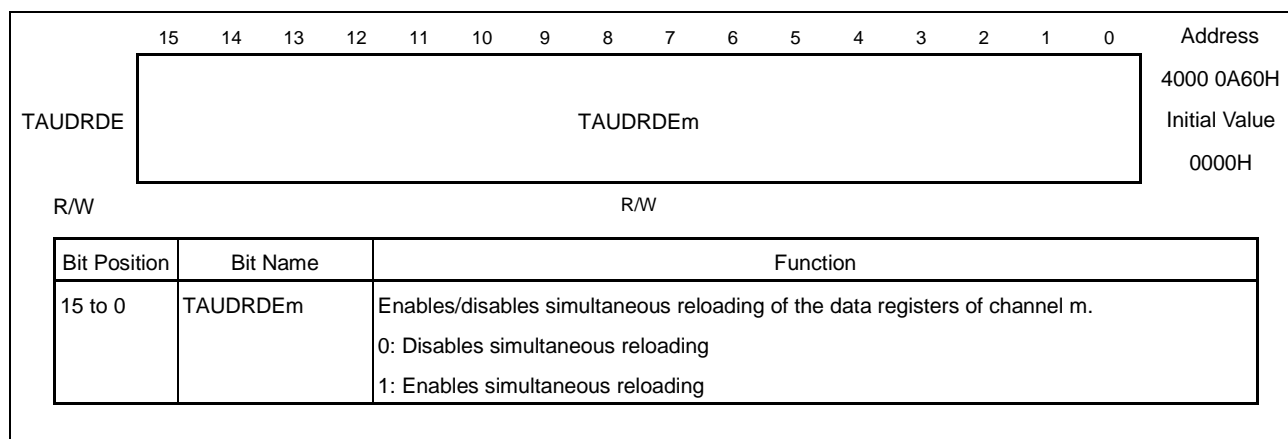 15 14 13 12 11 10 9 8 7 6 5 4 3 2 1 0 Address
4000 0A60H
TAUDRDE TAUDRDEm Initial Value
0000H
R/W R/W
Bit Position Bit Name Function
15 to 0 TAUDRDEm Enables/disables simultaneous reloading of the data registers of channel m.
0: Disables simultaneous reloading
1: Enables simultaneous reloading